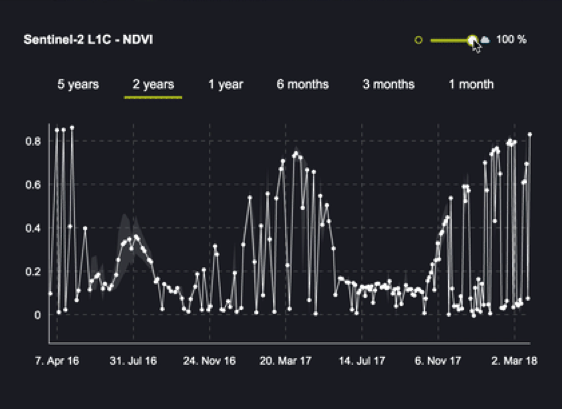 Sentinel-2 L1C - NDVI
100 %
5 years 2 years 1 year 6 months 3 months 1 month
0.8
0.6
0.4
0.2
0
7. Apr 16 31. Jul 16 24. Nov 16 20. Mar 17 14. Jul 17 6. Nov 17 2. Mar 18